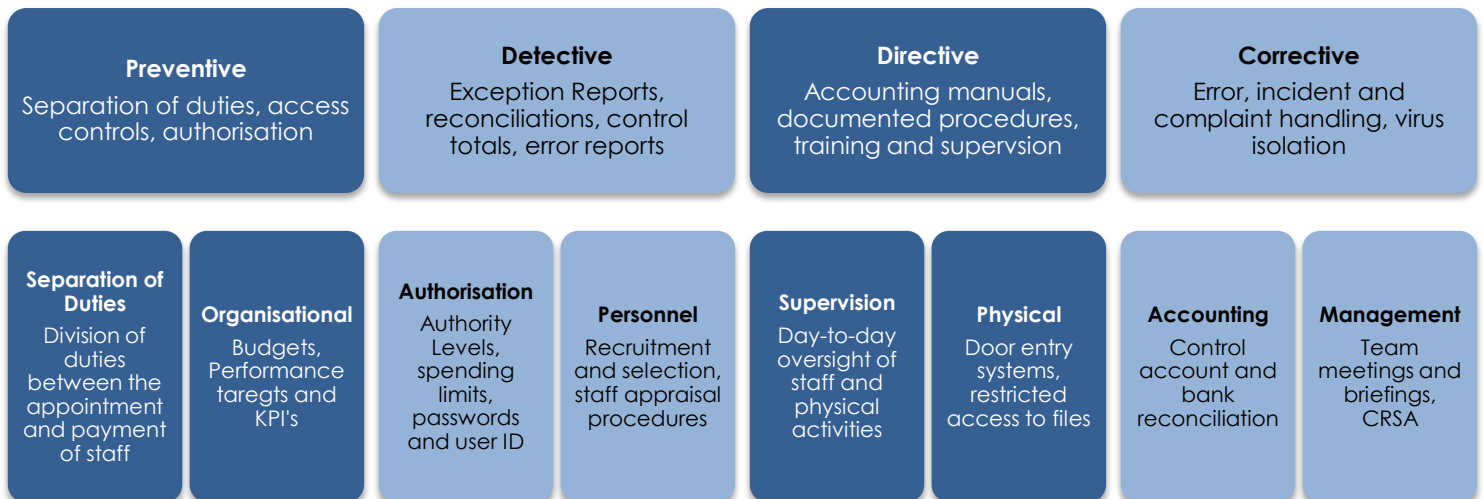 Preventive
Separation of duties, access
controls, authorisation
Detective
Exception Reports,
reconciliations, control
totals, error reports
Directive
Accounting manuals,
documented procedures,
training and supervsion
Corrective
Error, incident and
complaint handling, virus
isolation
Separation of
Duties
Division of
duties
between the
appointment
and payment
of staff
Organisational
Budgets,
Performance
taregts and
KPI's
Authorisation
Authority
Levels,
spending
limits,
passwords
and user ID
Personnel
Recruitment
and selection,
staff appraisal
procedures
Supervision
Day-to-day
oversight of
staff and
physical
activities
Physical
Door entry
systems,
restricted
access to files
Accounting
Control
account and
bank
reconciliation
Management
Team
meetings and
briefings,
CRSA